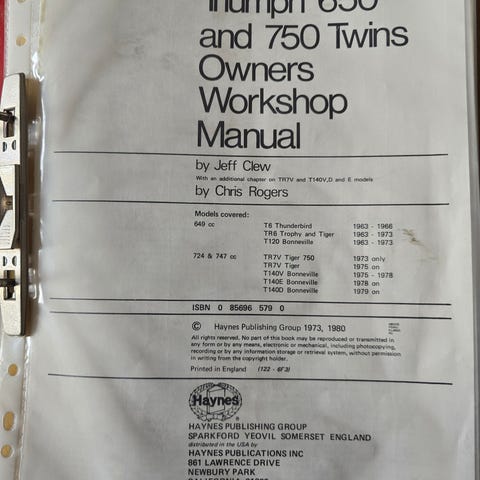 Triumph 650
and 750 Twins
Owners
Workshop
Manual
by Jeff Clew
With an additional chapter on TR7V and T140V,D and E models
by Chris Rogers
Models covered:
649 cc T6 Thunderbird 1963 - 1966
TR6 Trophy and Tiger 1963 - 1973
T120 Bonneville 1963 - 1973
724 & 747 cc TR7V Tiger 750 1973 only
TR7V Tiger 1975 on
T140V Bonneville 1975 - 1978
T140E Bonneville 1978 on
T140D Bonneville 1979 on
ISBN 0 85696 579 0
© Haynes Publishing Group 1973, 1980
All rights reserved. No part of this book may be reproduced or transmitted in
any form or by any means, electronic or mechanical, including photocopying,
recording or by any information storage or retrieval system, without permission
in writing from the copyright holder.
Printed in England (122 - 6F3)
Haynes
HAYNES PUBLISHING GROUP
SPARKFORD YEOVIL SOMERSET ENGLAND
distributed in the USA by
HAYNES PUBLICATIONS INC
861 LAWRENCE DRIVE
NEWBURY PARK
CALIFORNIA